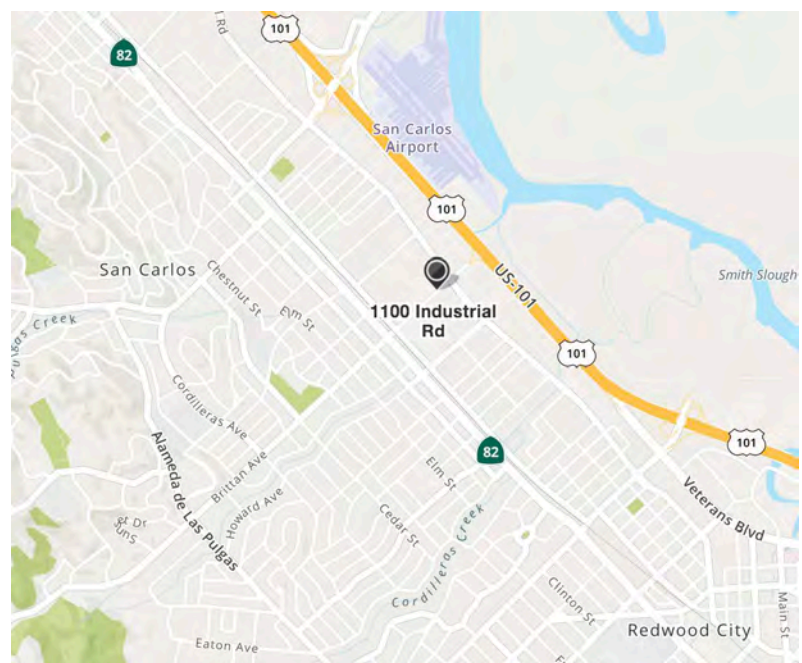 101
82
San Carlos
Airport
101
San Carlos
Chestnut St
Elm St
1100 Industrial
Rd
US-101
Smith Slough
101
Cordilleras Ave
82
101
Alameda de Las Pulgas
Brittan Ave
Howard Ave
Elm St
Cedar St
Veterans Blvd
Cordilleras Creek
Clinton St
Main St
Redwood City
Eaton Ave
Creek
Rd